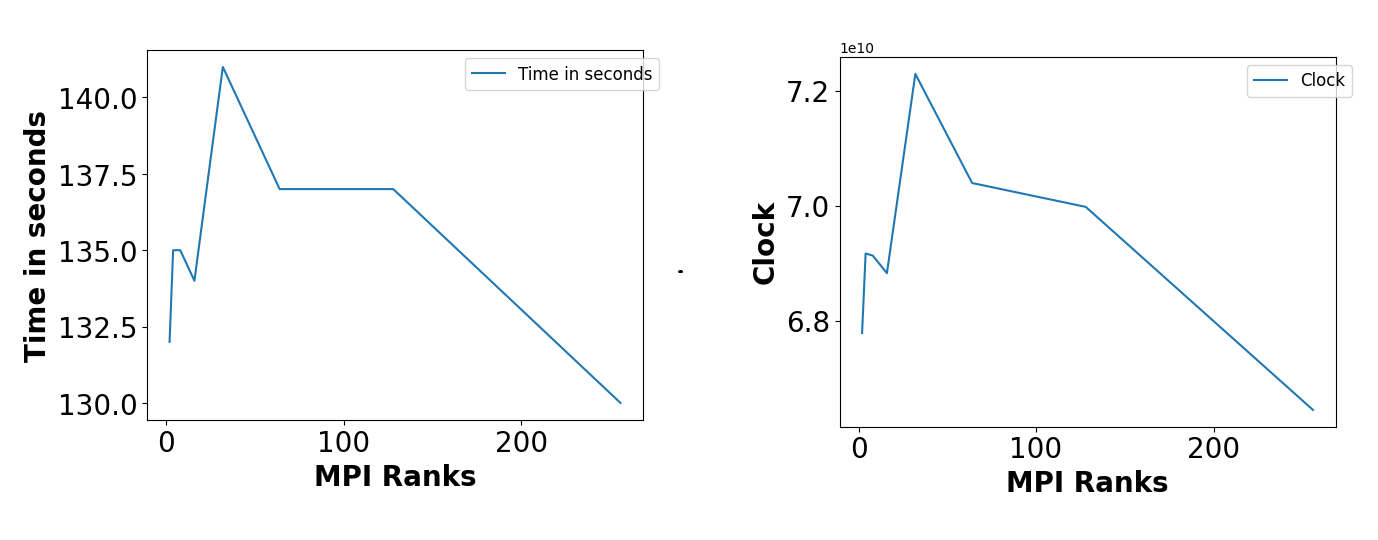 Time in seconds
140.0
137.5
135.0
132.5
130.0
0 100 200
MPI Ranks
Time in seconds
.
1e10
Clock
7.2
7.0
6.8
0 100 200
MPI Ranks
Clock